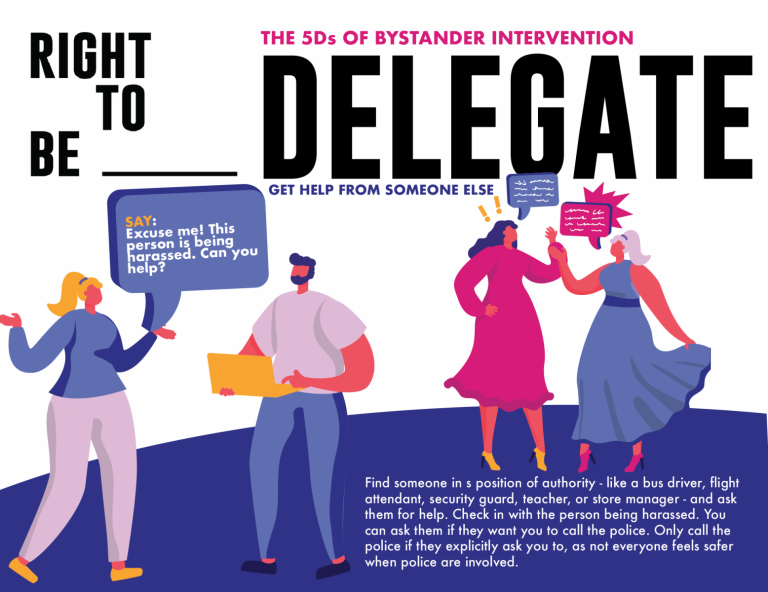 RIGHT
TO
BE
THE 5Ds OF BYSTANDER INTERVENTION
DELEGATE
GET HELP FROM SOMEONE ELSE
SAY:
Excuse me! This
person is being
harassed. Can you
help?
!!
Find someone in s position of authority - like a bus driver, flight
attendant, security guard, teacher, or store manager - and ask
them for help. Check in with the person being harassed. You
can ask them if they want you to call the police. Only call the
police if they explicitly ask you to, as not everyone feels safer
when police are involved.